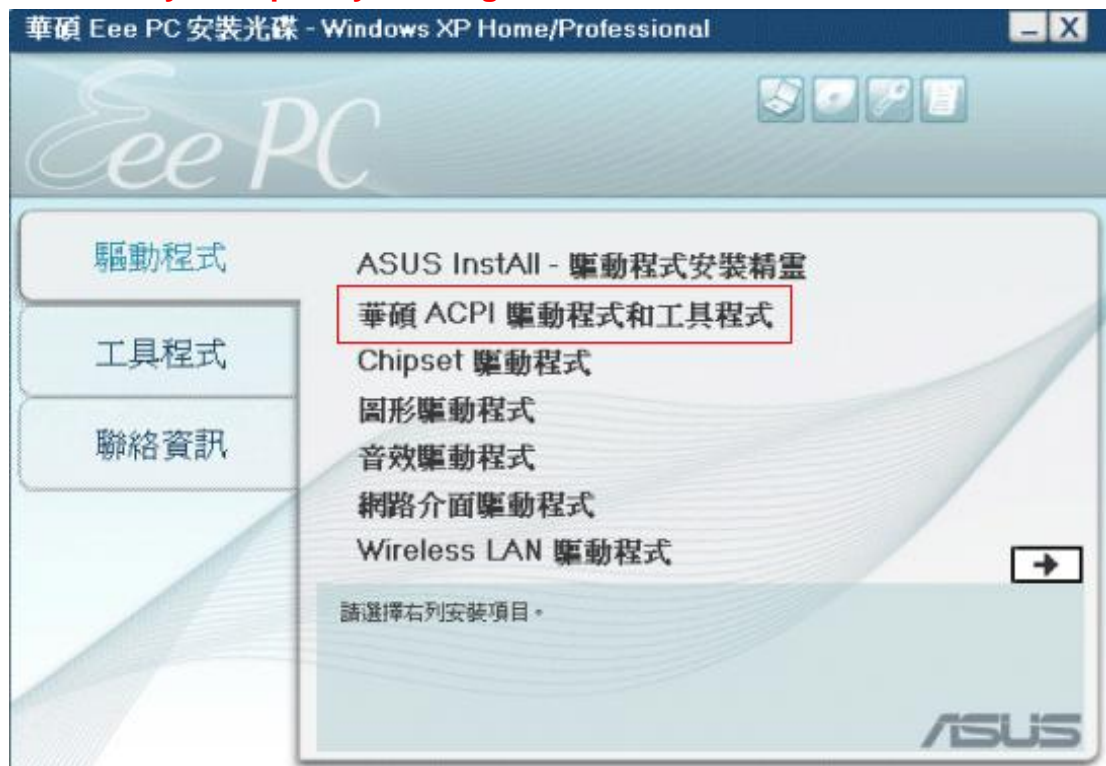 華碩 Eee PC 安裝光碟 - Windows XP Home/Professional
Eee PC
驅動程式
工具程式
聯絡資訊
ASUS InstAll - 驅動程式安裝精靈
華碩 ACPI 驅動程式和工具程式
Chipset 驅動程式
圖形驅動程式
音效驅動程式
網路介面驅動程式
Wireless LAN 驅動程式
請選擇右列安裝項目。
ASUS